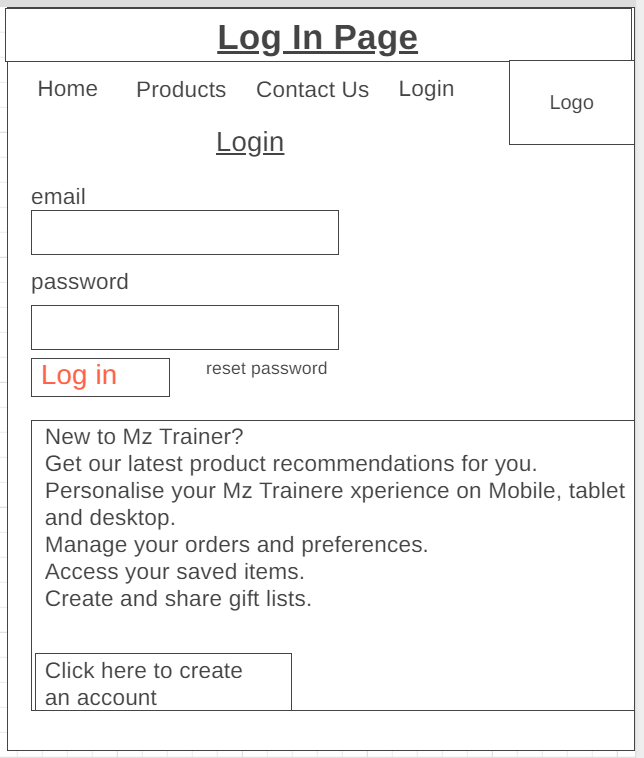 Log In Page
Home Products Contact Us Login
Logo
Login
email
password
Log in reset password
New to Mz Trainer?
Get our latest product recommendations for you.
Personalise your Mz Trainere xperience on Mobile, tablet
and desktop.
Manage your orders and preferences.
Access your saved items.
Create and share gift lists.
Click here to create
an account